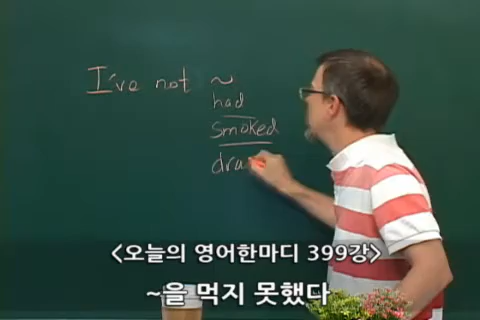 I've not ~
had
smoked
dra
<오늘의 영어한마디 399강>
~을 먹지 못했다